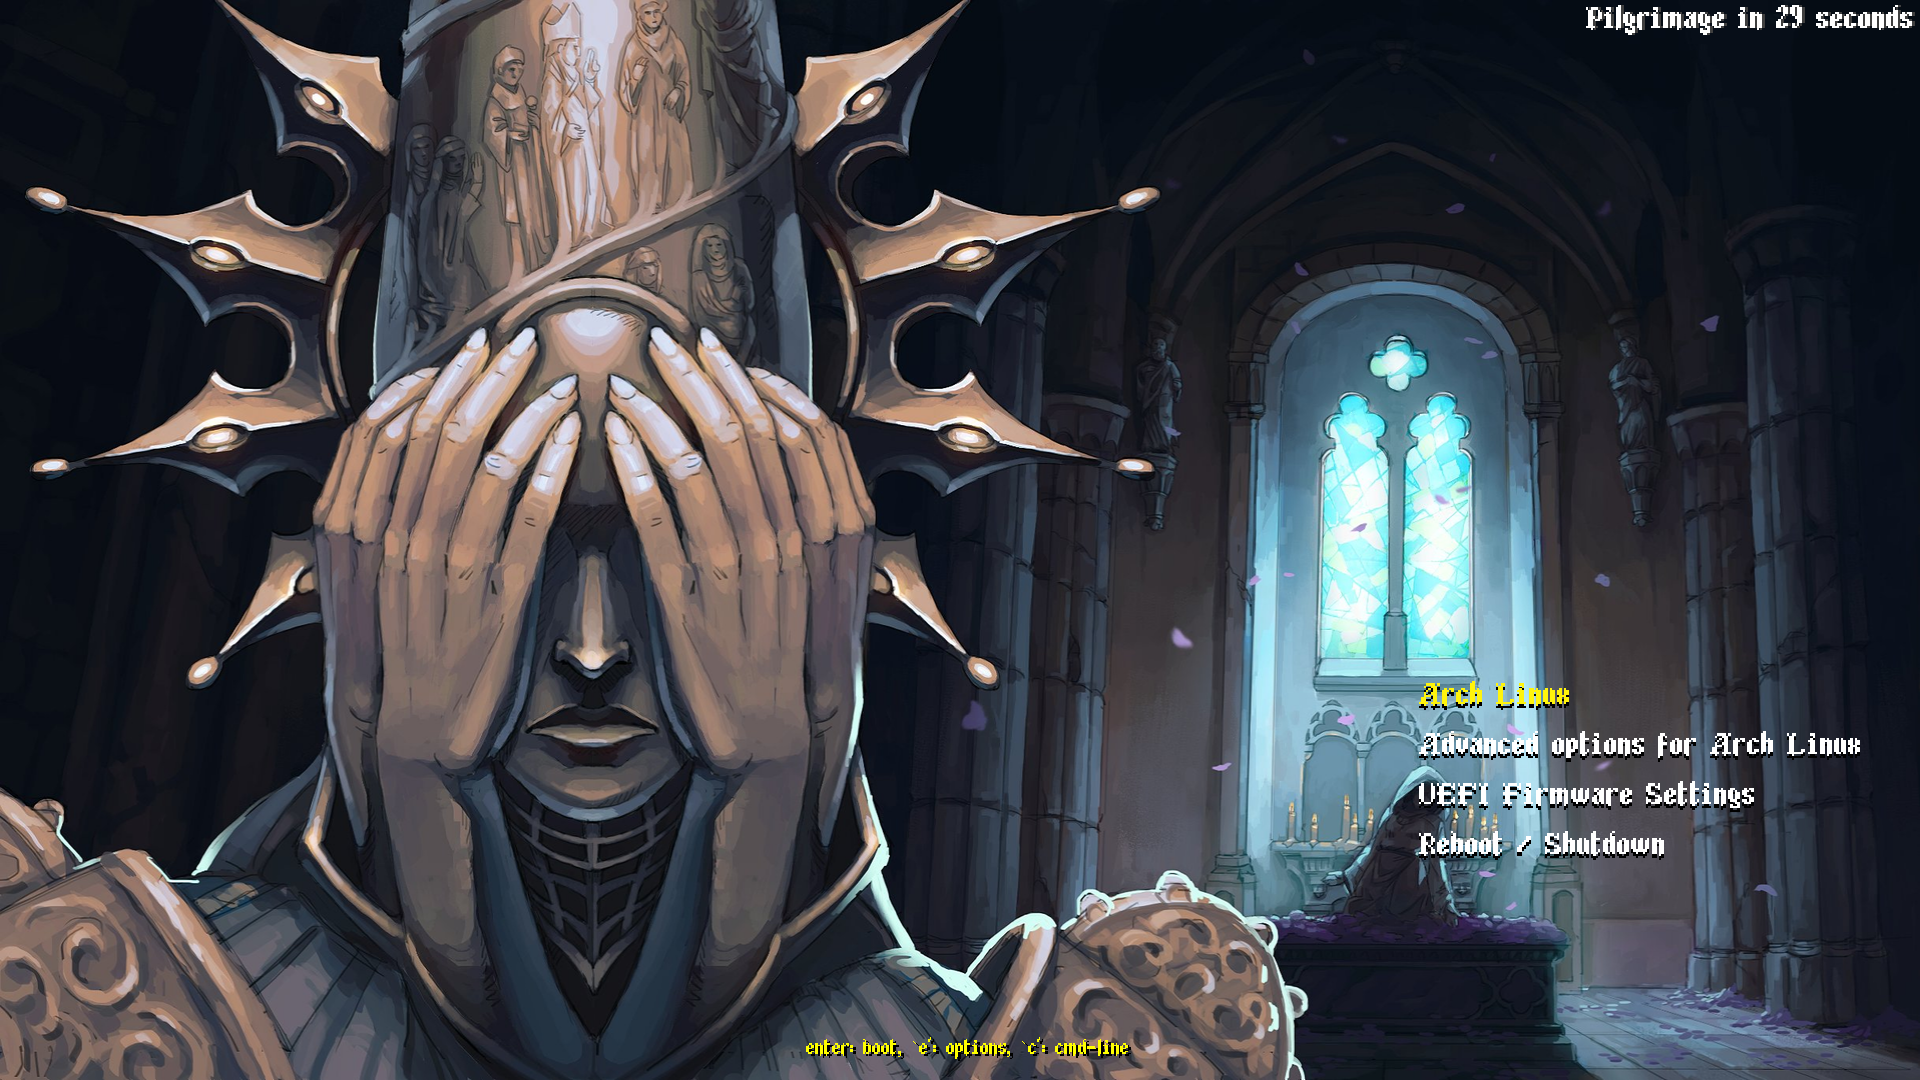 Pilgrimage in 29 seconds
Arch Linux
Advanced options for Arch Linux
UEFI Firmware Settings
Reboot / Shutdown
enter: boot, `e': options, `c': cmd-line